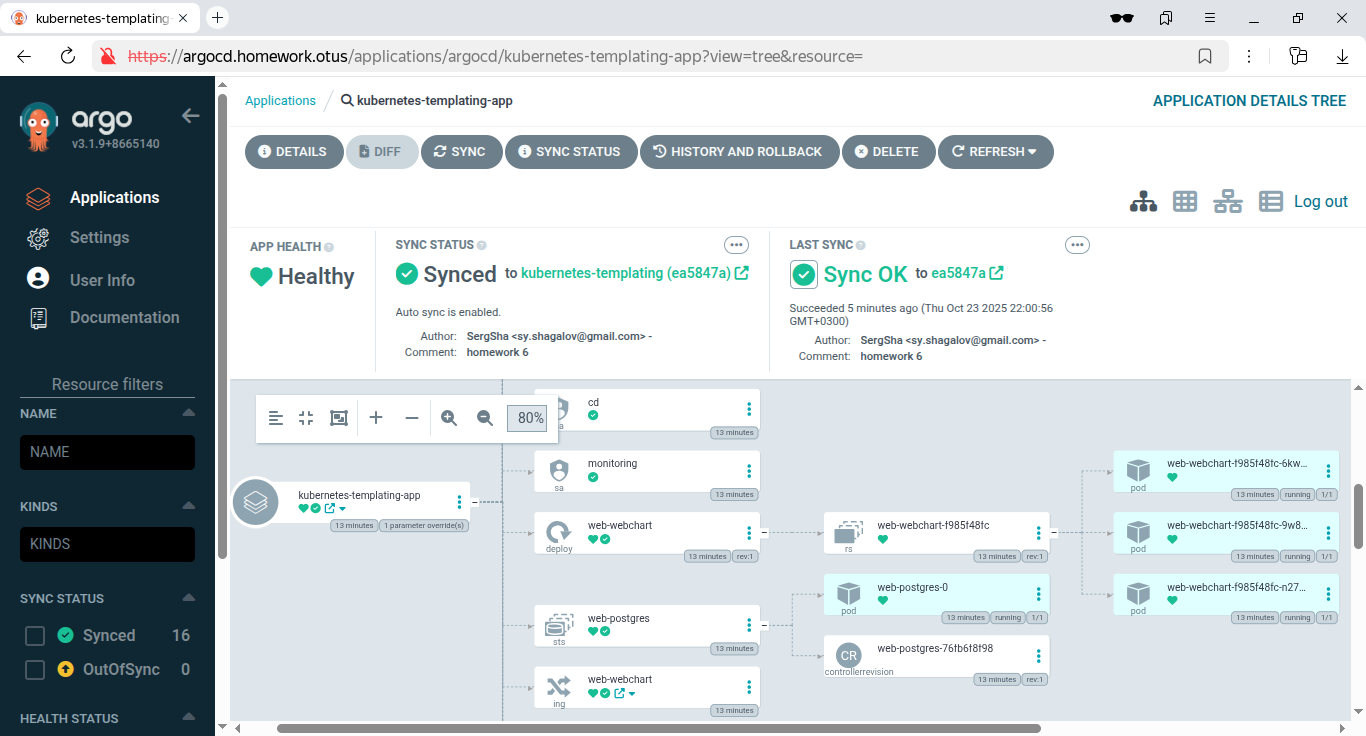 kubernetes-templating-
https://argocd.homework.otus/applications/argocd/kubernetes-templating-app?view=tree&resource=
argo
v3.1.9+8665140
Applications
Settings
User Info
Documentation
Resource filters
NAME
NAME
KINDS
KINDS
SYNC STATUS
Synced 16
OutOfSync 0
HEALTH STATUS
Applications / kubernetes-templating-app
APPLICATION DETAILS TREE
DETAILS DIFF SYNC SYNC STATUS HISTORY AND ROLLBACK DELETE REFRESH
Log out
APP HEALTH
Healthy
SYNC STATUS
Synced to kubernetes-templating (ea5847a)
Auto sync is enabled.
Author: SergSha <sy.shagalov@gmail.com> -
Comment: homework 6
LAST SYNC
Sync OK to ea5847a
Succeeded 5 minutes ago (Thu Oct 23 2025 22:00:56
GMT+0300)
Author: SergSha <sy.shagalov@gmail.com> -
Comment: homework 6
80%
kubernetes-templating-app
13 minutes 1 parameter override(s)
cd
13 minutes
monitoring
sa
13 minutes
web-webchart
deploy
13 minutes rev:1
web-postgres
sts
13 minutes
web-webchart
ing
13 minutes
web-webchart-f985f48fc
rs
13 minutes rev:1
web-postgres-0
pod
13 minutes running 1/1
CR
web-postgres-76fb6f8f98
controllerrevision
13 minutes rev:1
web-webchart-f985f48fc-6kw...
pod
13 minutes running 1/1
web-webchart-f985f48fc-9w8...
pod
13 minutes running 1/1
web-webchart-f985f48fc-n27...
pod
13 minutes running 1/1